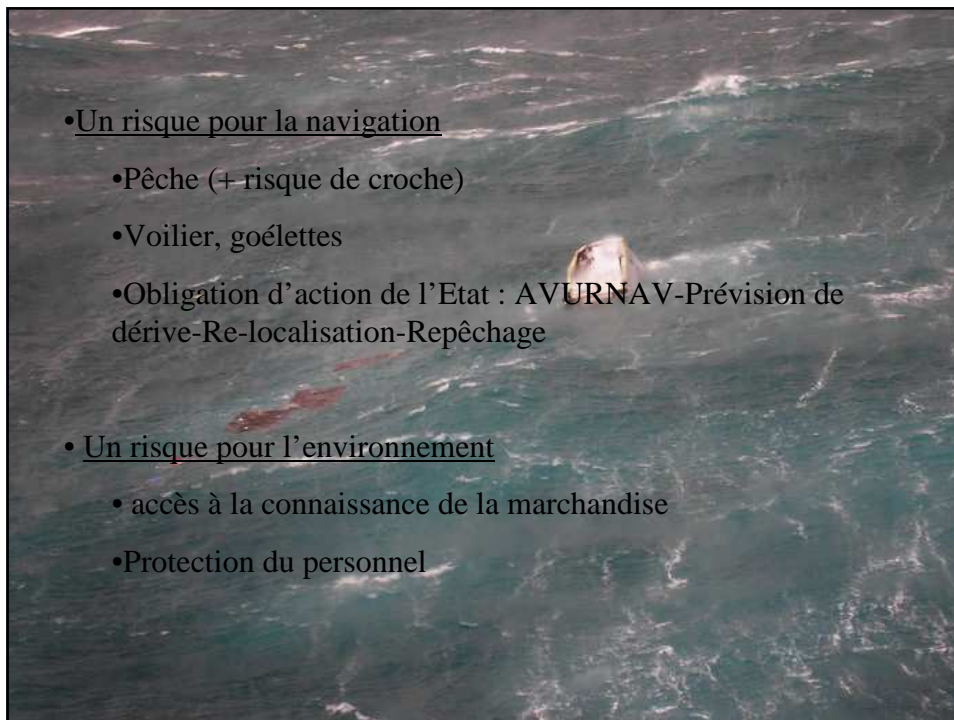 •Un risque pour la navigation
•Pêche (+ risque de croche)
•Voilier, goélettes
•Obligation d’action de l’Etat : AVURNAV-Prévision de
dérive-Re-localisation-Repêchage
• Un risque pour l’environnement
• accès à la connaissance de la marchandise
•Protection du personnel